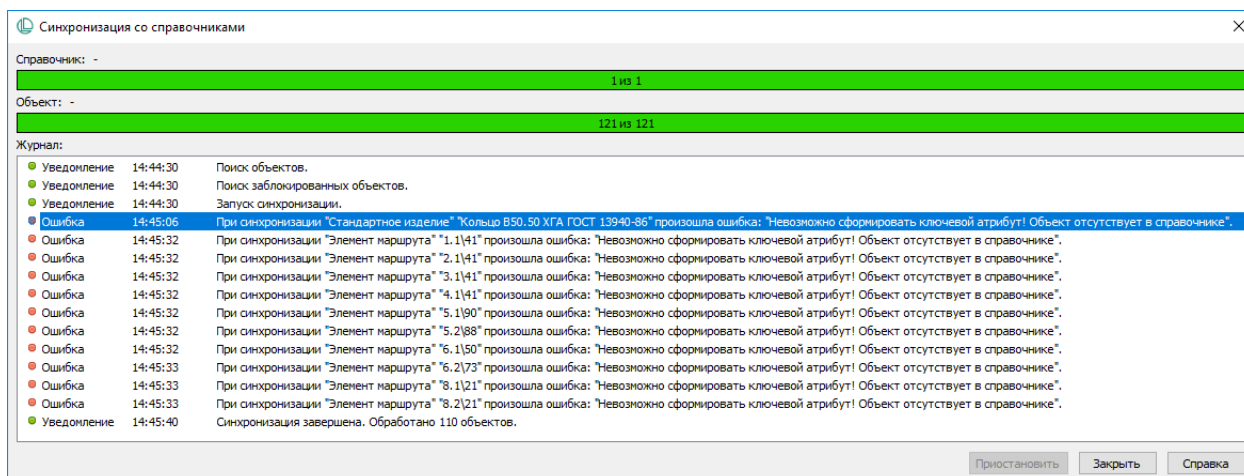 Синхронизация со справочниками
Справочник: -
1 из 1
Объект: -
121 из 121
Журнал:
Уведомление 14:44:30 Поиск объектов.
Уведомление 14:44:30 Поиск заблокированных объектов.
Уведомление 14:44:30 Запуск синхронизации.
Ошибка 14:45:06 При синхронизации "Стандартное изделие" "Кольцо В50.50 ХГА ГОСТ 13940-86" произошла ошибка: "Невозможно сформировать ключевой атрибут! Объект отсутствует в справочнике".
Ошибка 14:45:32 При синхронизации "Элемент маршрута" "1.1\41" произошла ошибка: "Невозможно сформировать ключевой атрибут! Объект отсутствует в справочнике".
Ошибка 14:45:32 При синхронизации "Элемент маршрута" "2.1\41" произошла ошибка: "Невозможно сформировать ключевой атрибут! Объект отсутствует в справочнике".
Ошибка 14:45:32 При синхронизации "Элемент маршрута" "3.1\41" произошла ошибка: "Невозможно сформировать ключевой атрибут! Объект отсутствует в справочнике".
Ошибка 14:45:32 При синхронизации "Элемент маршрута" "4.1\41" произошла ошибка: "Невозможно сформировать ключевой атрибут! Объект отсутствует в справочнике".
Ошибка 14:45:32 При синхронизации "Элемент маршрута" "5.1\90" произошла ошибка: "Невозможно сформировать ключевой атрибут! Объект отсутствует в справочнике".
Ошибка 14:45:32 При синхронизации "Элемент маршрута" "5.2\88" произошла ошибка: "Невозможно сформировать ключевой атрибут! Объект отсутствует в справочнике".
Ошибка 14:45:32 При синхронизации "Элемент маршрута" "6.1\50" произошла ошибка: "Невозможно сформировать ключевой атрибут! Объект отсутствует в справочнике".
Ошибка 14:45:33 При синхронизации "Элемент маршрута" "6.2\73" произошла ошибка: "Невозможно сформировать ключевой атрибут! Объект отсутствует в справочнике".
Ошибка 14:45:33 При синхронизации "Элемент маршрута" "8.1\21" произошла ошибка: "Невозможно сформировать ключевой атрибут! Объект отсутствует в справочнике".
Ошибка 14:45:33 При синхронизации "Элемент маршрута" "8.2\21" произошла ошибка: "Невозможно сформировать ключевой атрибут! Объект отсутствует в справочнике".
Уведомление 14:45:40 Синхронизация завершена. Обработано 110 объектов.
Приостановить Закрыть Справка